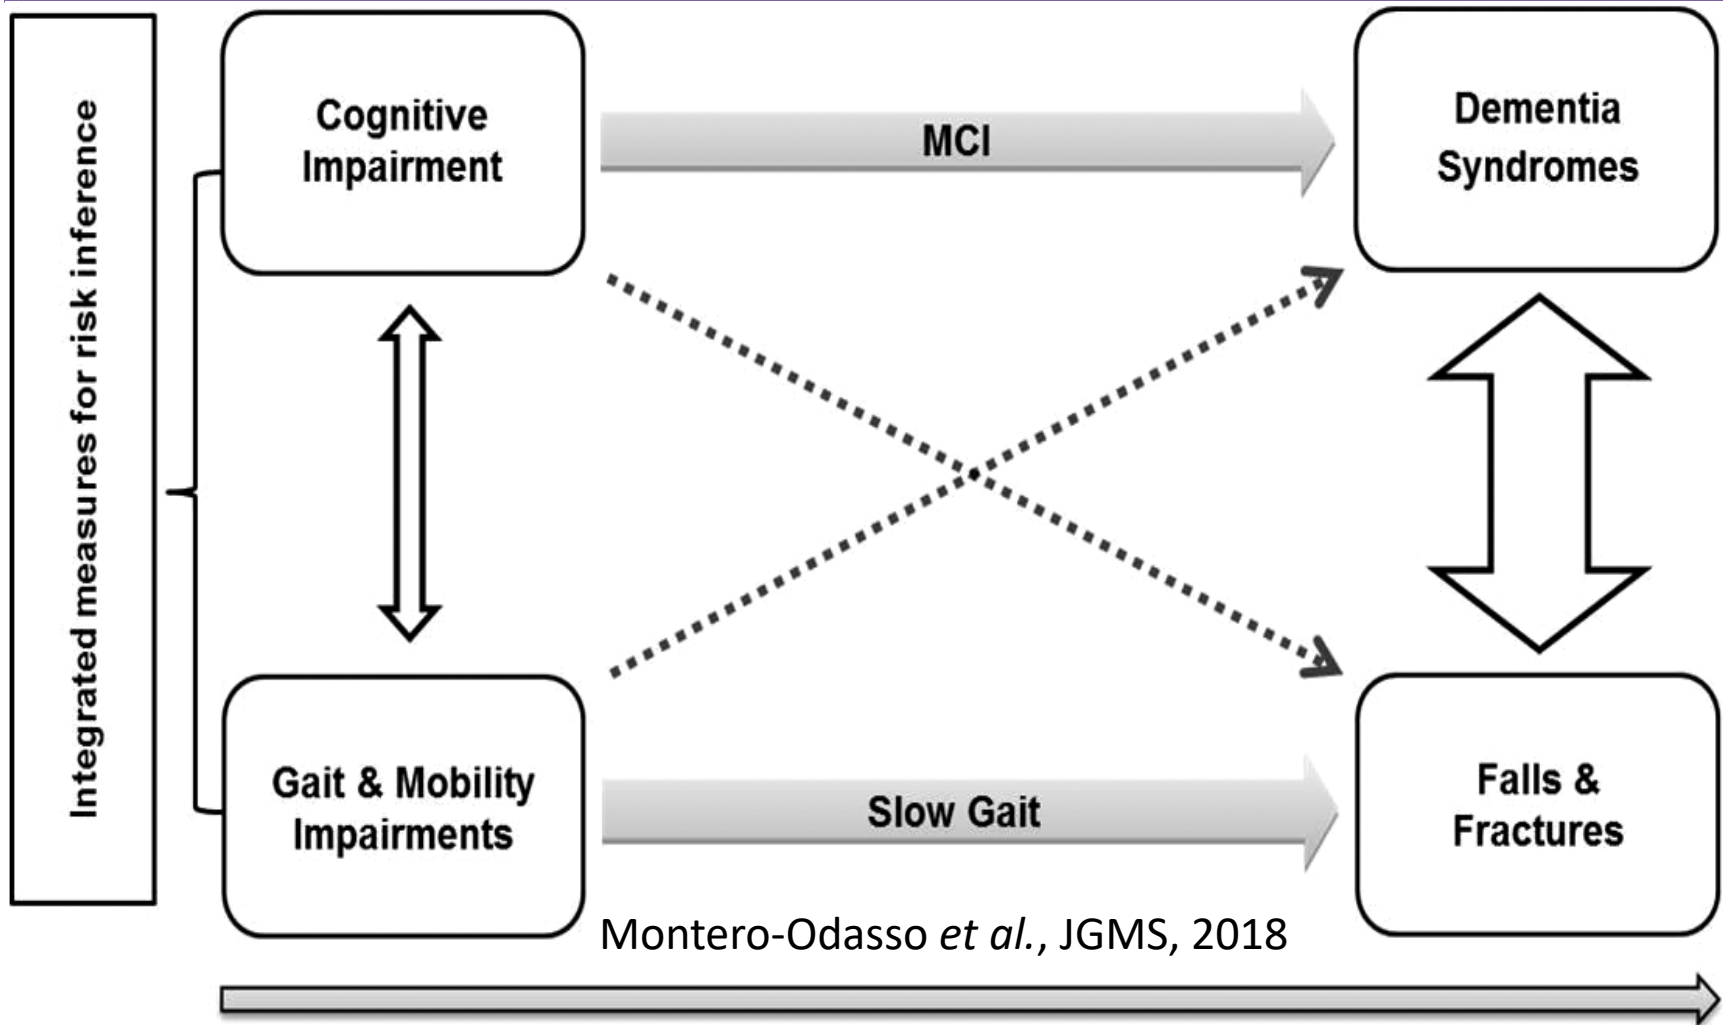 Integrated measures for risk inference
Cognitive
Impairment
MCI
Dementia
Syndromes
Gait & Mobility
Impairments
Slow Gait
Falls &
Fractures
Montero-Odasso et al., JGMS, 2018